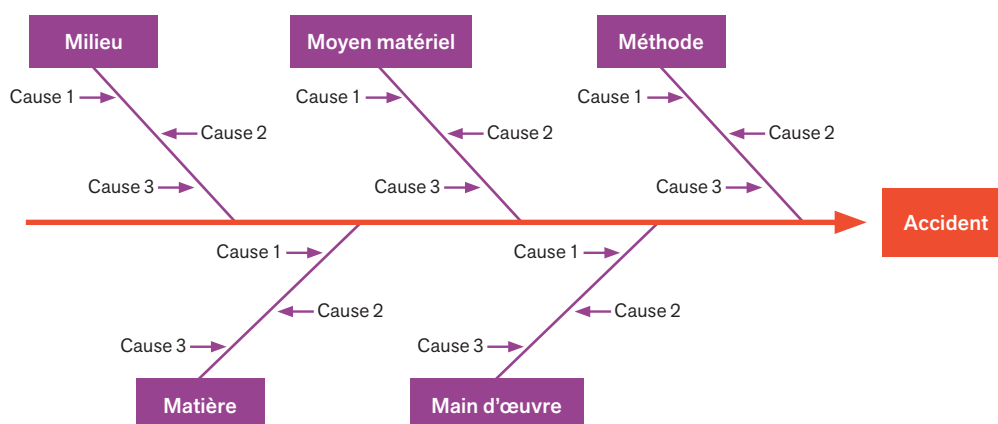 Milieu
Moyen matériel
Méthode
Cause 1
Cause 1
Cause 1
Cause 2
Cause 2
Cause 2
Cause 3
Cause 3
Cause 3
Accident
Cause 1
Cause 1
Cause 2
Cause 2
Cause 3
Cause 3
Matière
Main d'œuvre